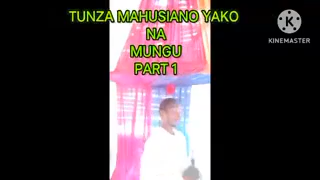 TUNZA MAHUSIANO YAKO
NA
MUNGU
PART 1
KINEMASTER